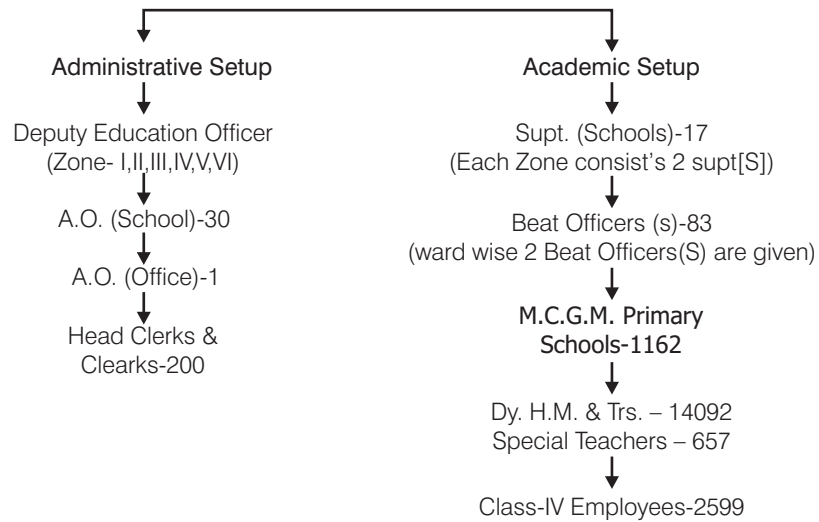 Administrative Setup
Deputy Education Officer
(Zone- I,II,III,IV,V,VI)
A.O. (School)-30
A.O. (Office)-1
Head Clerks &
Clearks-200
Academic Setup
Supt. (Schools)-17
(Each Zone consist's 2 supt[S])
Beat Officers (s)-83
(ward wise 2 Beat Officers(S) are given)
M.C.G.M. Primary
Schools-1162
Dy. H.M. & Trs. – 14092
Special Teachers – 657
Class-IV Employees-2599